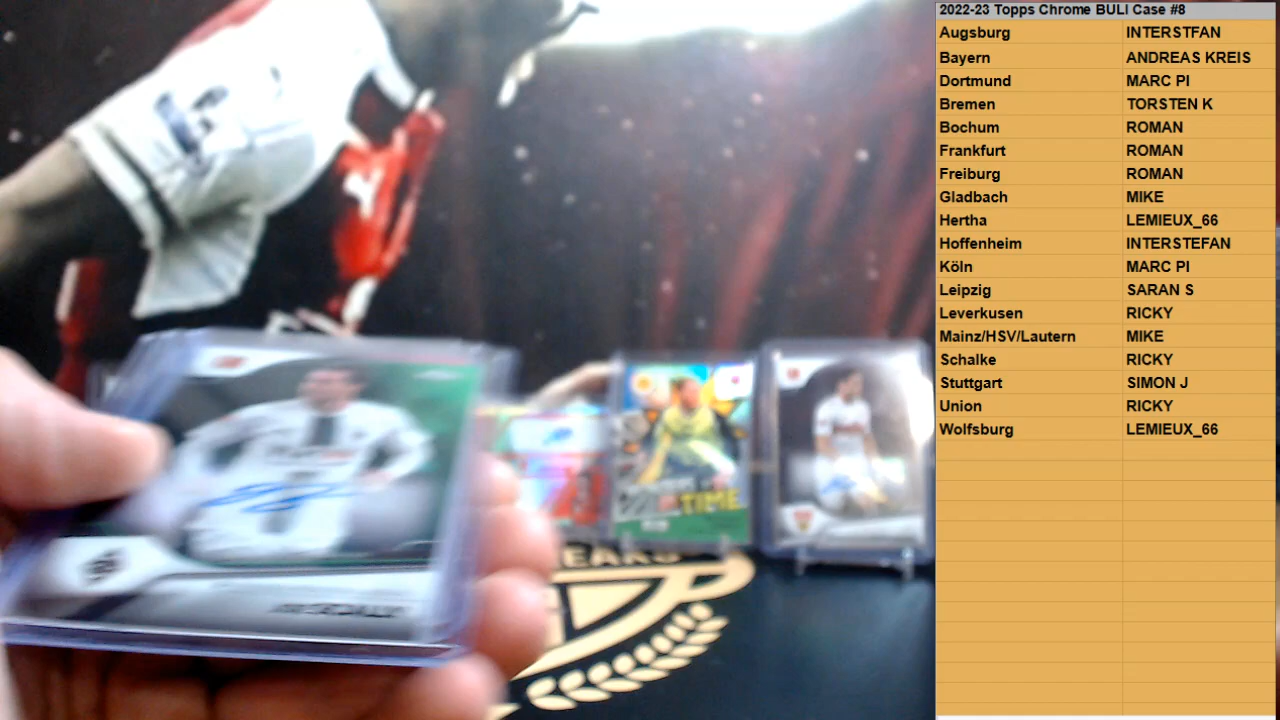 2022-23 Topps Chrome BULI Case #8
Augsburg INTERSTFAN
Bayern ANDREAS KREIS
Dortmund MARC PI
Bremen TORSTEN K
Bochum ROMAN
Frankfurt ROMAN
Freiburg ROMAN
Gladbach MIKE
Hertha LEMIEUX_66
Hoffenheim INTERSTEFAN
Köln MARC PI
Leipzig SARAN S
Leverkusen RICKY
Mainz/HSV/Lautern MIKE
Schalke RICKY
Stuttgart SIMON J
Union RICKY
Wolfsburg LEMIEUX_66
TIME